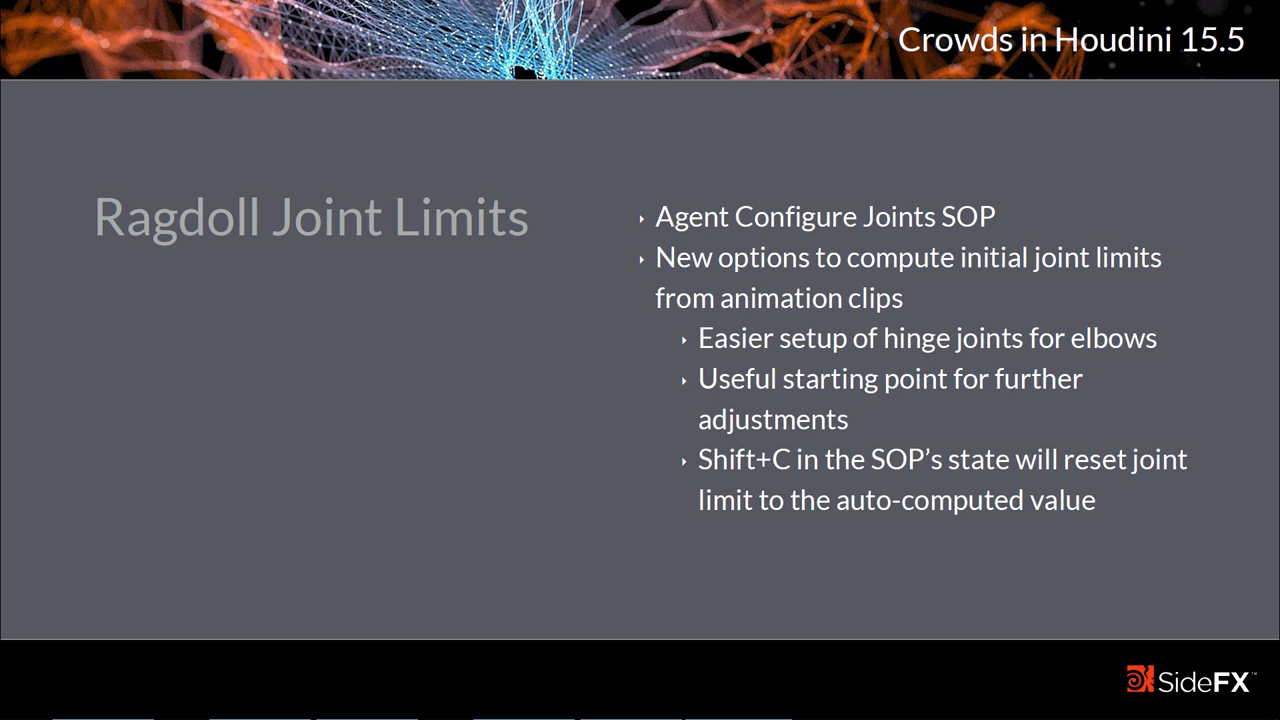 Crowds in Houdini 15.5
Ragdoll Joint Limits
Agent Configure Joints SOP
New options to compute initial joint limits
from animation clips
Easier setup of hinge joints for elbows
Useful starting point for further
adjustments
Shift+C in the SOP’s state will reset joint
limit to the auto-computed value
SideFX™